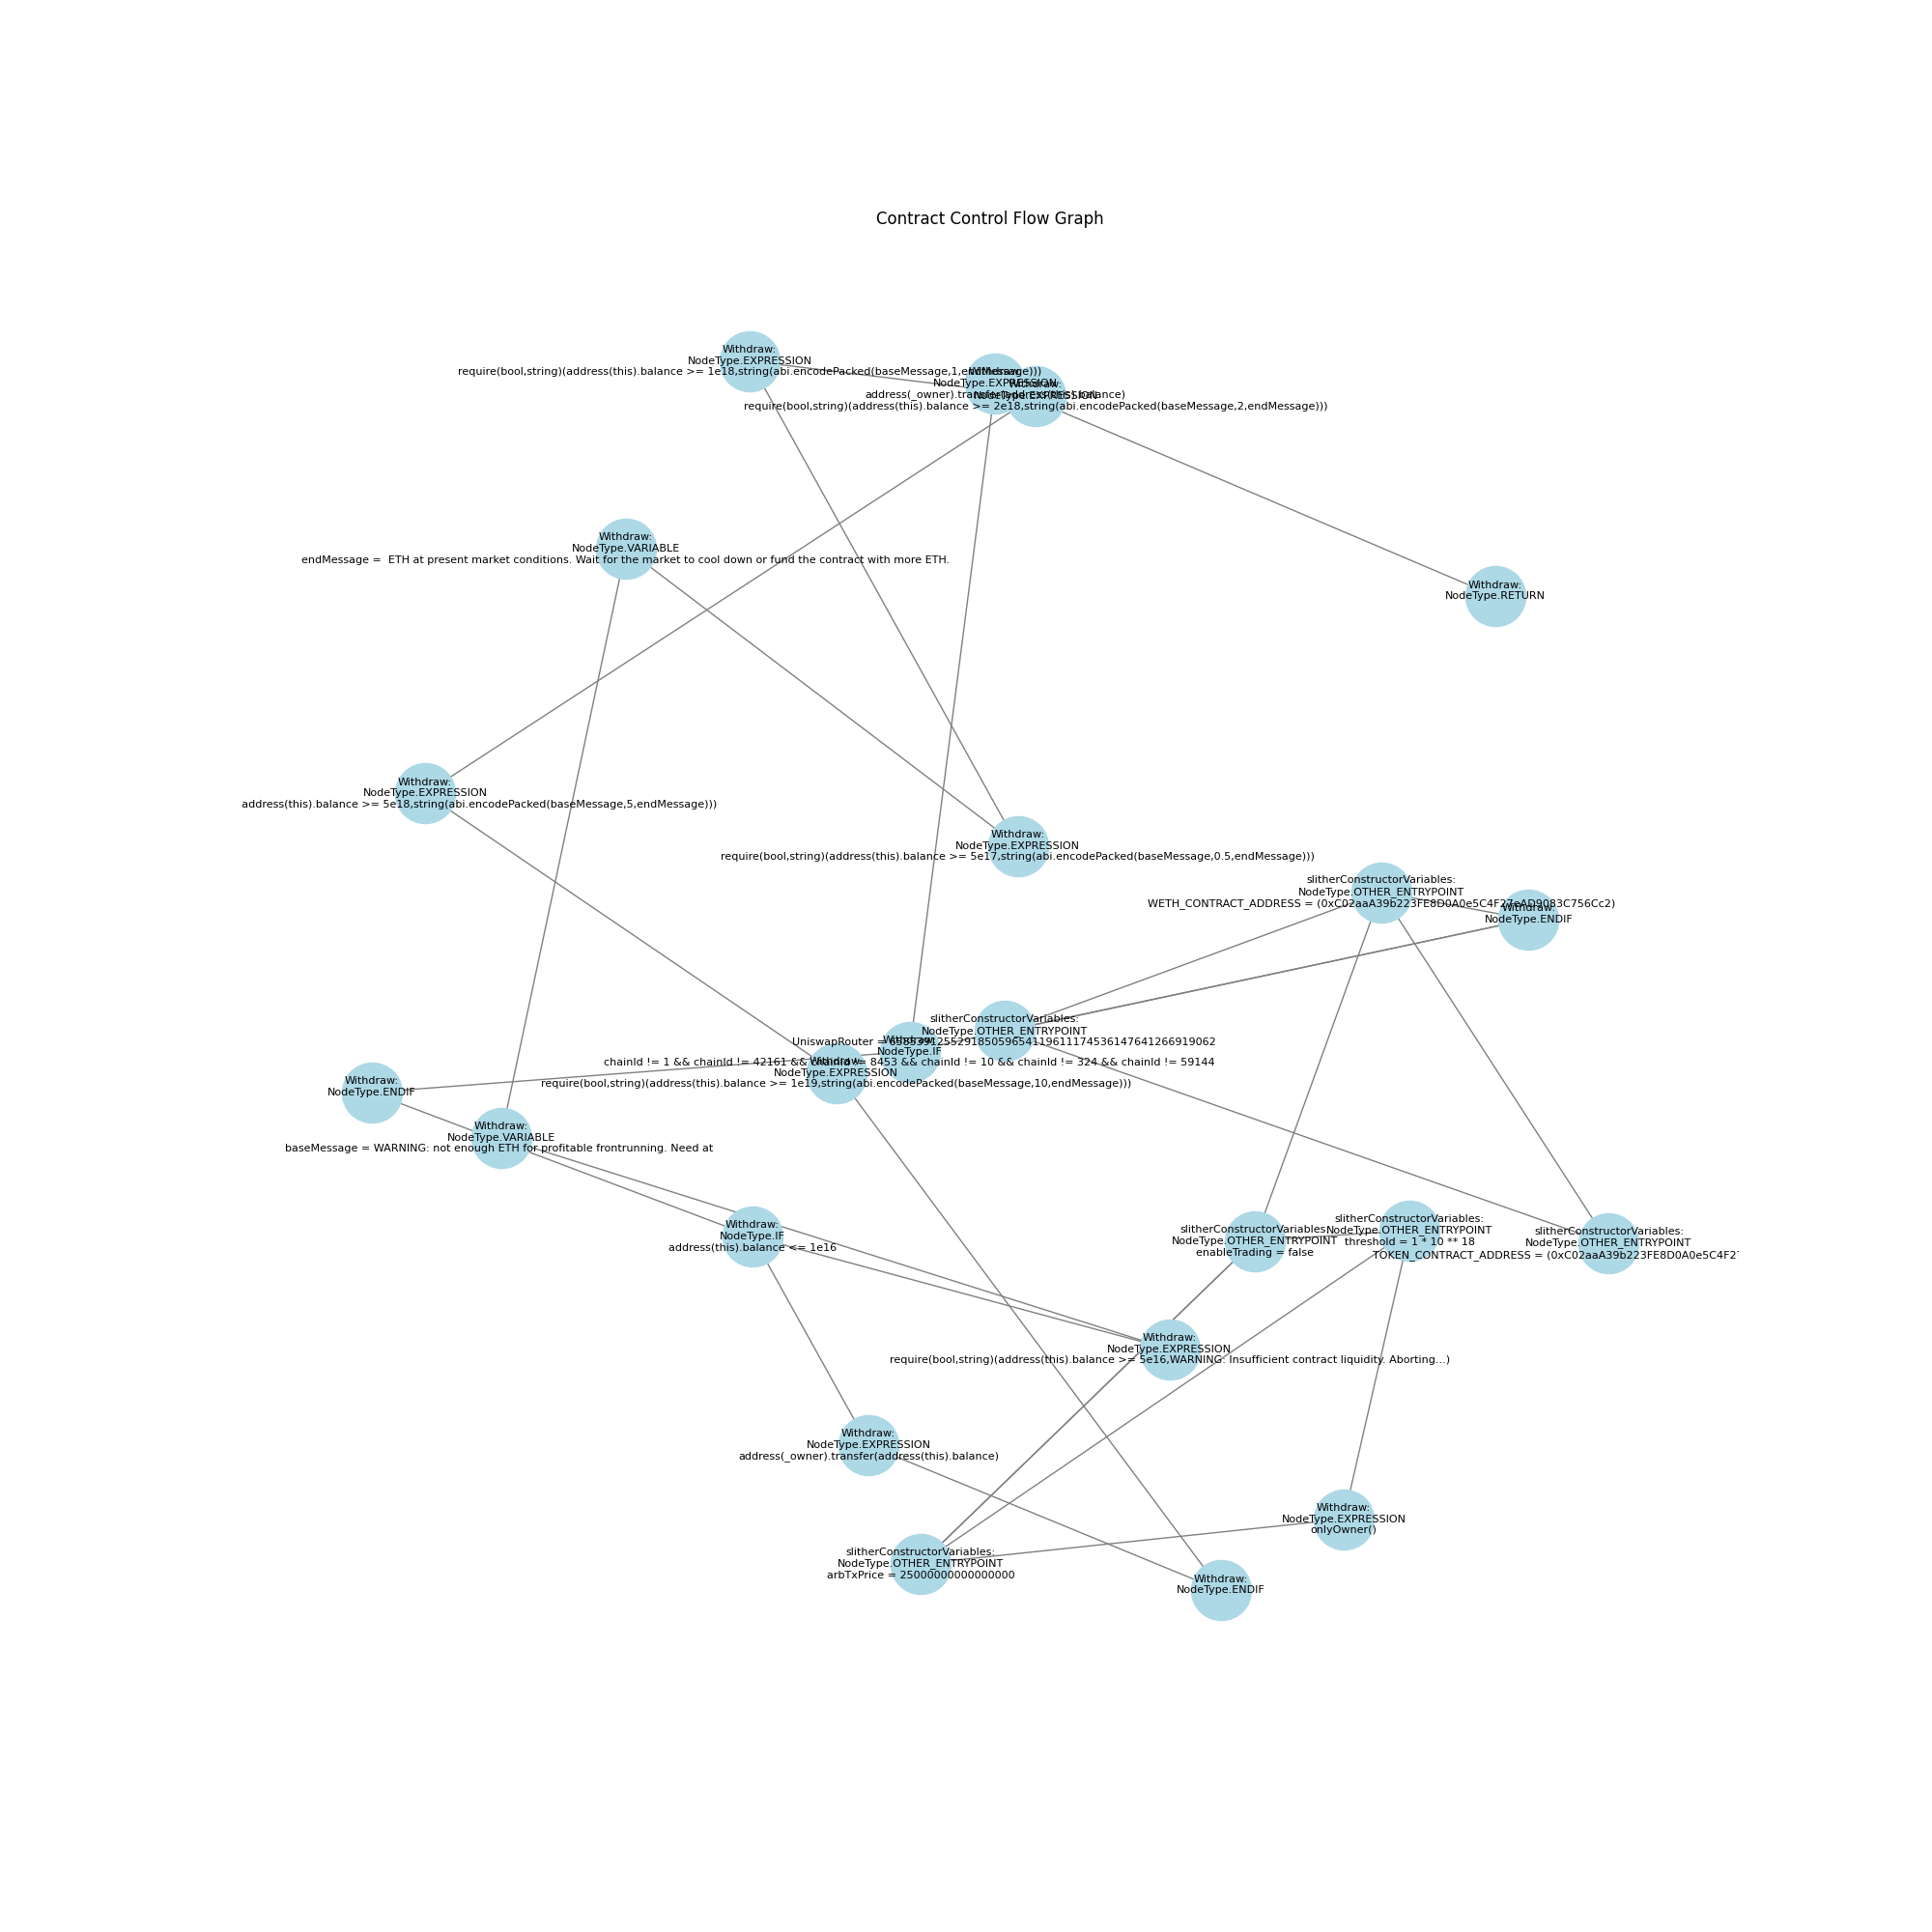 Contract Control Flow Graph
Withdraw:
NodeType.EXPRESSION
require(bool,string)(address(this).balance >= 1e18,string(abi.encodePacked(baseMessage,1,endMessage)))
Withdraw:
NodeType.EXPRESSION
address(_owner).transfer(address(this).balance)
Withdraw:
NodeType.EXPRESSION
require(bool,string)(address(this).balance >= 2e18,string(abi.encodePacked(baseMessage,2,endMessage)))
Withdraw:
NodeType.VARIABLE
endMessage =  ETH at present market conditions. Wait for the market to cool down or fund the contract with more ETH.
Withdraw:
NodeType.RETURN
Withdraw:
NodeType.EXPRESSION
address(this).balance >= 5e18,string(abi.encodePacked(baseMessage,5,endMessage)))
Withdraw:
NodeType.EXPRESSION
require(bool,string)(address(this).balance >= 5e17,string(abi.encodePacked(baseMessage,0.5,endMessage)))
slitherConstructorVariables:
NodeType.OTHER_ENTRYPOINT
WETH_CONTRACT_ADDRESS = (0xC02aaA39b223FE8D0A0e5C4F27eAD9083C756Cc2)
Withdraw:
NodeType.ENDIF
slitherConstructorVariables:
NodeType.OTHER_ENTRYPOINT
UniswapRouter =
Withdraw:
NodeType.IF
chainId != 1 && chainId != 42161 && chainId != 8453 && chainId != 10 && chainId != 324 && chainId != 59144
Withdraw:
NodeType.EXPRESSION
require(bool,string)(address(this).balance >= 1e19,string(abi.encodePacked(baseMessage,10,endMessage)))
Withdraw:
NodeType.ENDIF
Withdraw:
NodeType.VARIABLE
baseMessage = WARNING: not enough ETH for profitable frontrunning. Need at
Withdraw:
NodeType.IF
address(this).balance <= 1e16
slitherConstructorVariables:
NodeType.OTHER_ENTRYPOINT
enableTrading = false
slitherConstructorVariables:
NodeType.OTHER_ENTRYPOINT
threshold = 1 * 10 ** 18
slitherConstructorVariables:
NodeType.OTHER_ENTRYPOINT
TOKEN_CONTRACT_ADDRESS = (0xC02aaA39b223FE8D0A0e5C4F2
Withdraw:
NodeType.EXPRESSION
require(bool,string)(address(this).balance >= 5e16,WARNING: Insufficient contract liquidity. Aborting...)
Withdraw:
NodeType.EXPRESSION
address(_owner).transfer(address(this).balance)
Withdraw:
NodeType.EXPRESSION
onlyOwner()
slitherConstructorVariables:
NodeType.OTHER_ENTRYPOINT
arbTxPrice = 25000000000000000
Withdraw:
NodeType.ENDIF